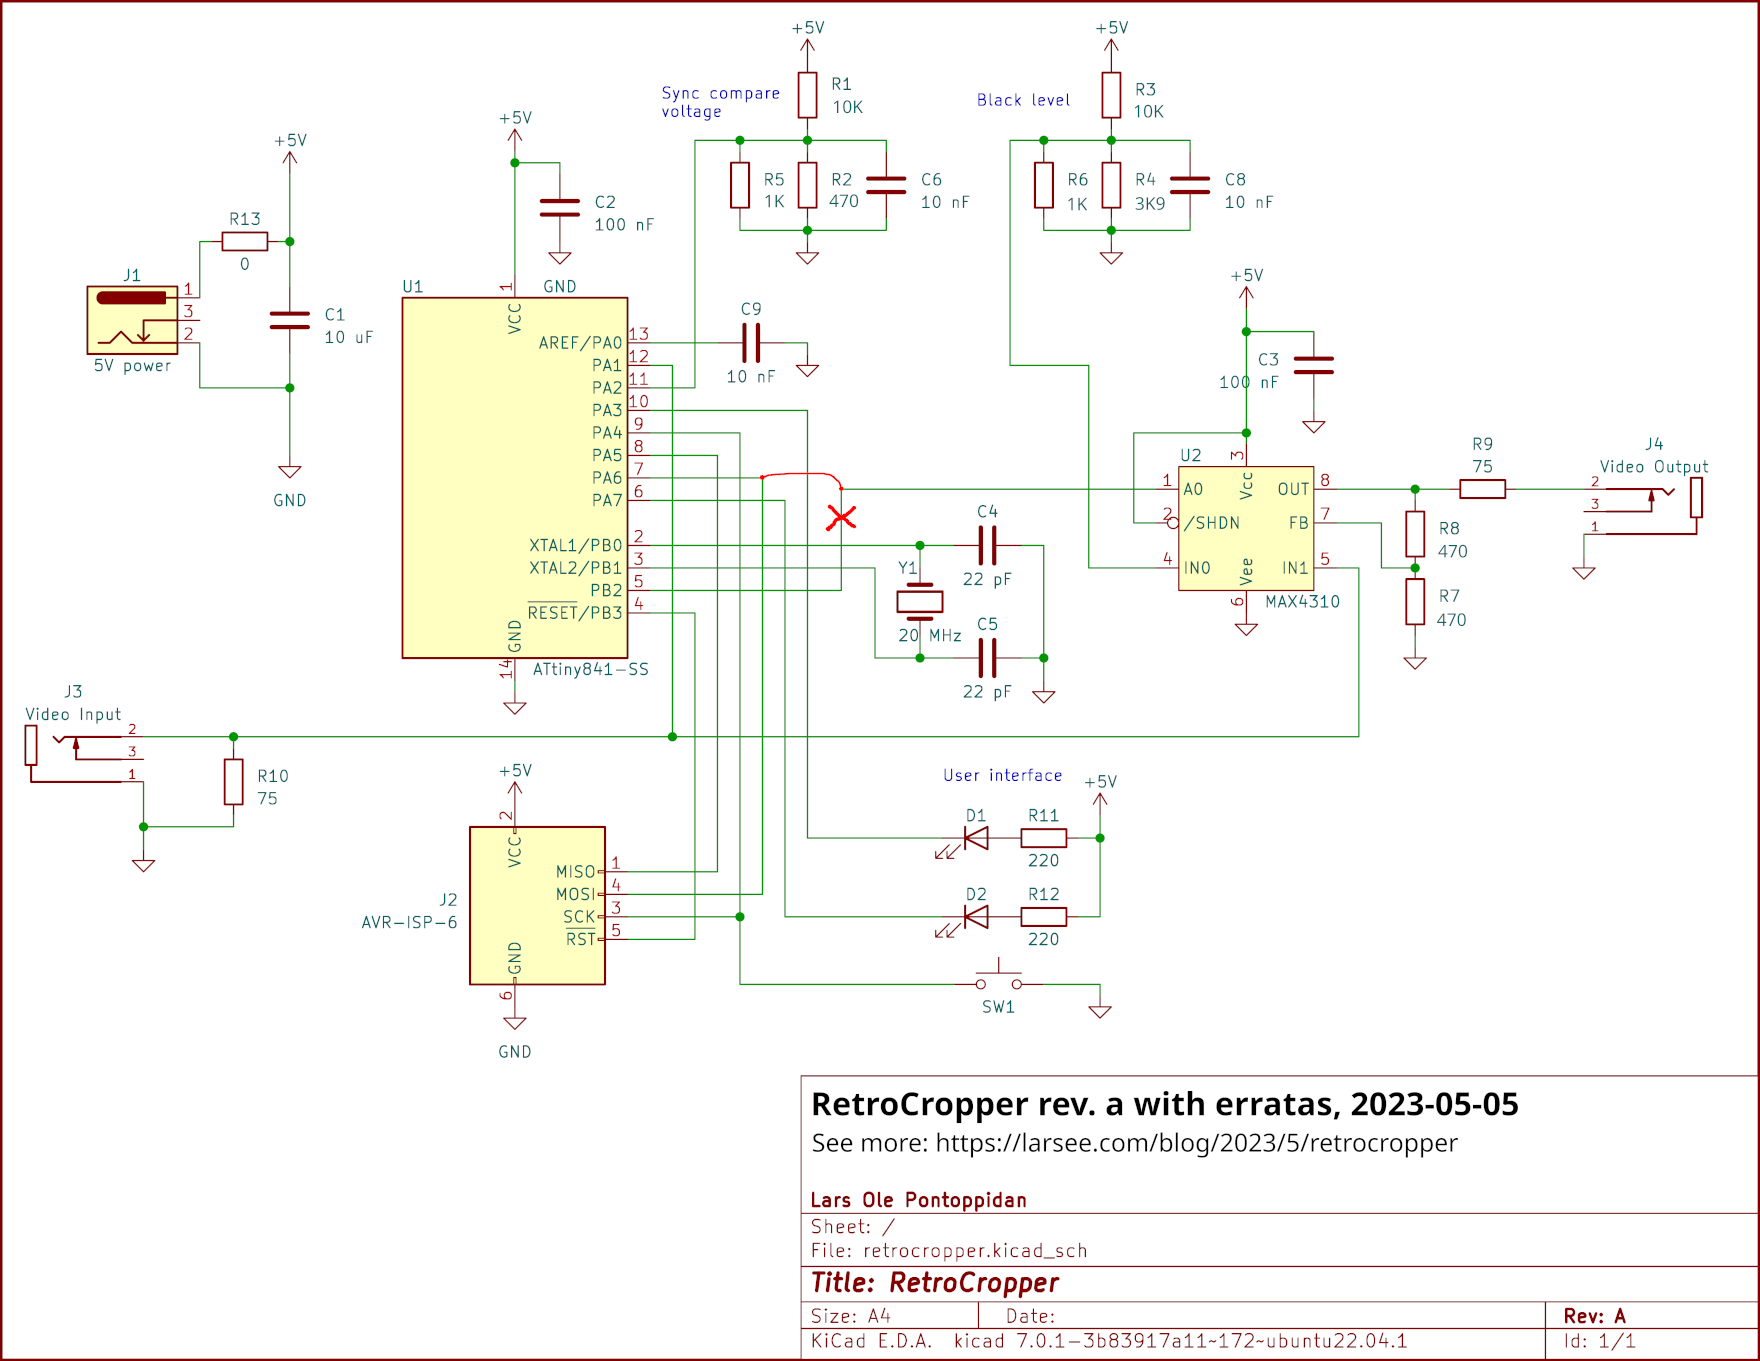 +5V
R13
0
J1
1
3
2
5V power
C1
10 uF
GND
+5V
C2
100 nF
GND
U1
1
VCC
AREF/PA0 13
PA1 12
PA2 11
PA3 10
PA4 9
PA5 8
PA6 7
PA7 6
XTAL1/PB0 2
XTAL2/PB1 3
PB2 5
RESET/PB3 4
GND
14
ATtiny841-SS
Sync compare
voltage
+5V
R1
10K
R5
1K
R2
470
C6
10 nF
C9
10 nF
Black level
+5V
R3
10K
R6
1K
R4
3K9
C8
10 nF
+5V
C3
100 nF
U2
3
Vcc
1 A0
2 /SHDN
4 IN0
OUT 8
FB 7
IN1 5
Vee
6
MAX4310
R9
75
R8
470
R7
470
J4
Video Output
2
3
1
C4
22 pF
Y1
20 MHz
C5
22 pF
J3
Video Input
2
3
1
R10
75
+5V
2
VCC
MISO 1
MOSI 4
SCK 3
RST 5
J2
AVR-ISP-6
GND
6
GND
User interface
+5V
D1
R11
220
D2
R12
220
SW1
RetroCropper rev. a with erratas, 2023-05-05
See more: https://larsee.com/blog/2023/5/retrocropper
Lars Ole Pontoppidan
Sheet: /
File: retrocropper.kicad_sch
Title: RetroCropper
Size: A4 Date: Rev: A
KiCad E.D.A. kicad 7.0.1-3b83917a11~172~ubuntu22.04.1 Id: 1/1